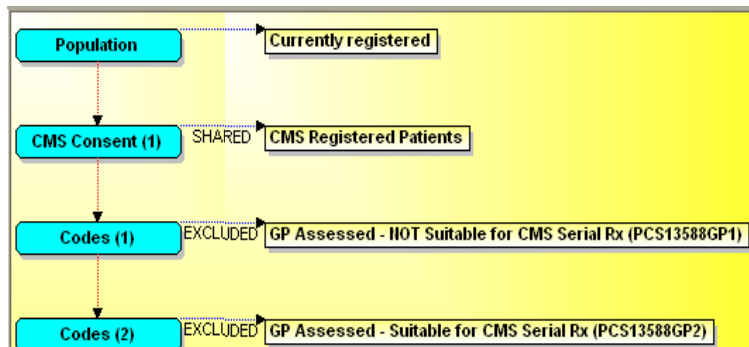 Population
Currently registered
CMS Consent (1)
SHARED
CMS Registered Patients
Codes (1)
EXCLUDED
GP Assessed - NOT Suitable for CMS Serial Rx (PCS13588GP1)
Codes (2)
EXCLUDED
GP Assessed - Suitable for CMS Serial Rx (PCS13588GP2)